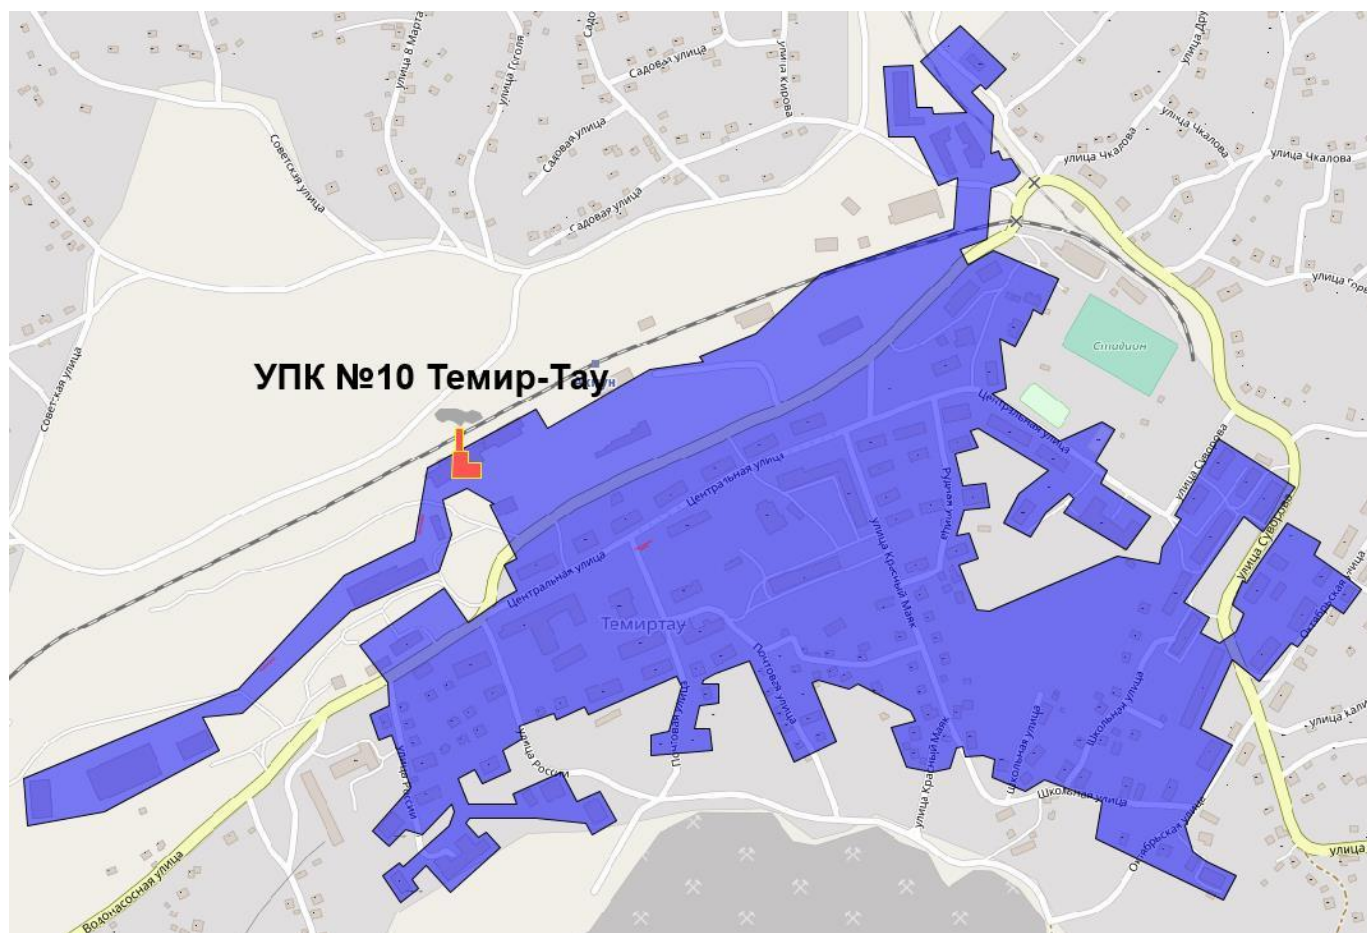 улица 8 Марта
улица Гоголя
Садовая улица
улица Кирова
улица Чкалова
улица Чкалова
улица Чкалова
Садовая улица
Советская улица
Садовая улица
Стадион
Советская улица
УПК №10 Темир-Тау
Центральная улица
улица Суворова
Центральная улица
Рудная улица
улица Суворова
улица Красный Маяк
Центральная улица
Октябрьская улица
Темиртау
Почтовая улица
Почтовая улица
Школьная улица
Школьная улица
улица Красный Маяк
улица России
улица России
Школьная улица
Октябрьская улица
улица
Водонасосная улица